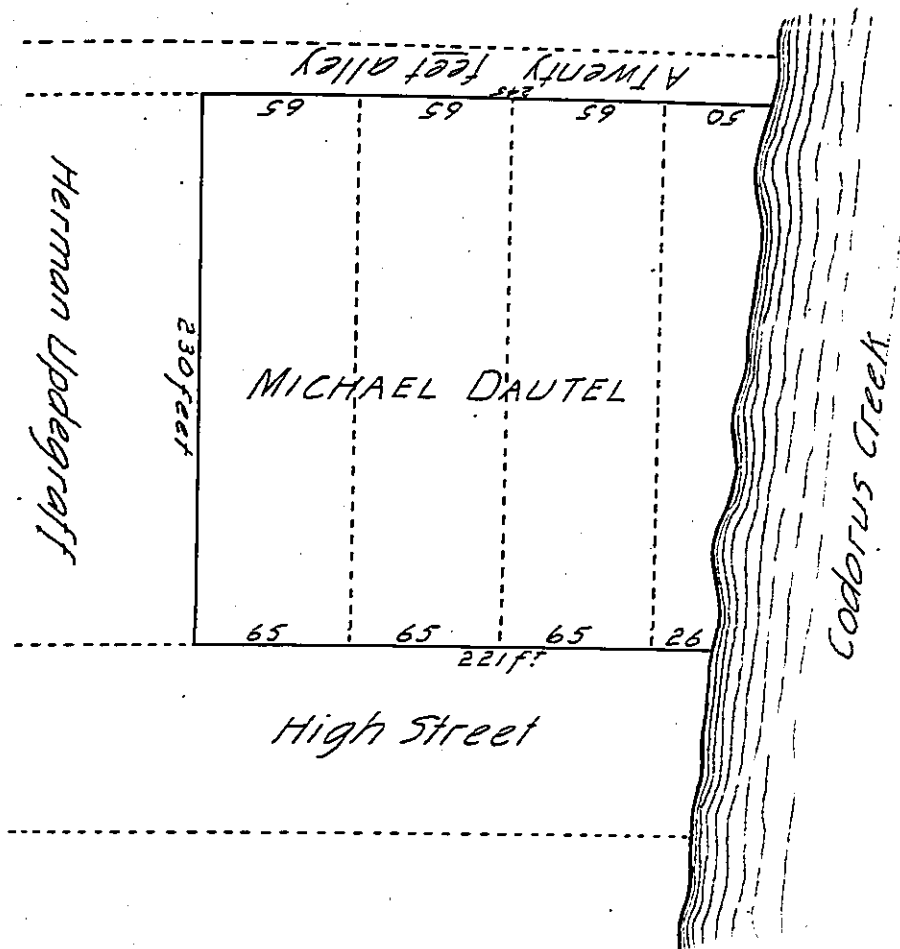 A Twenty feet alley
245
65 65 65 50
Herman Updegraff
230 feet
MICHAEL DAUTEL
Codorus Creek
65 65 65 26
221 ft
High Street